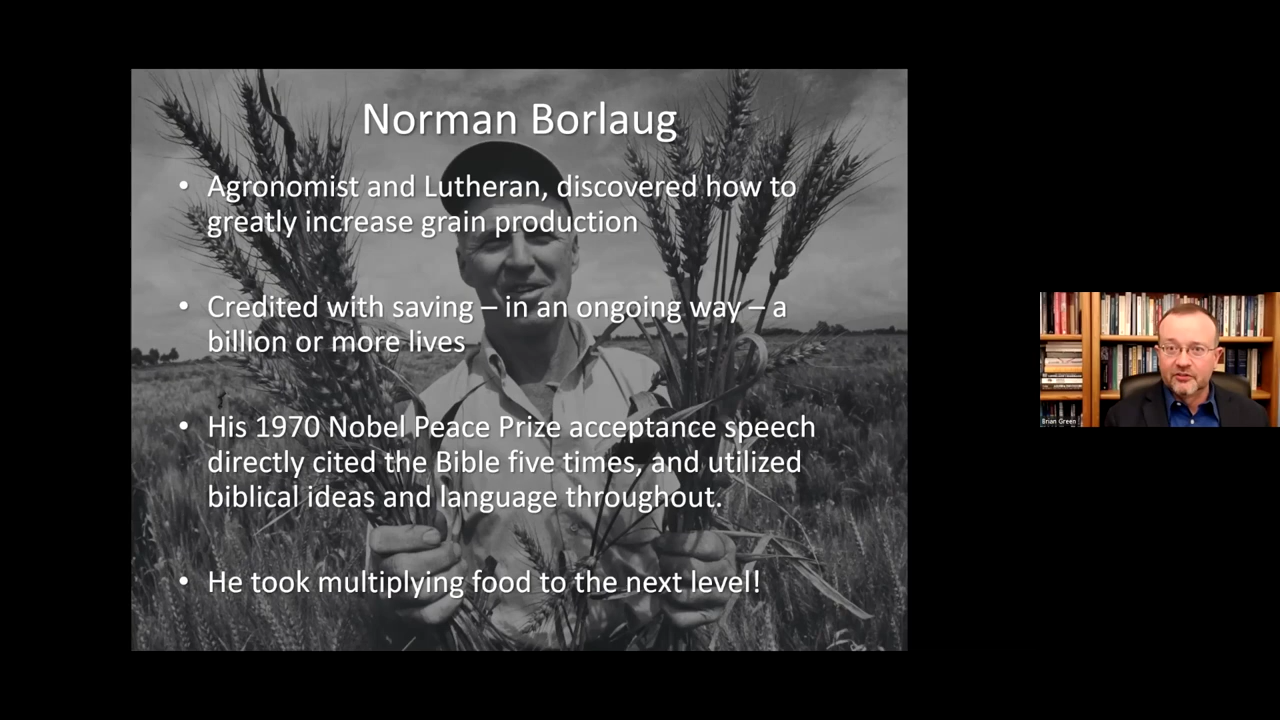 Norman Borlaug
• Agronomist and Lutheran, discovered how to
greatly increase grain production
• Credited with saving – in an ongoing way – a
billion or more lives
• His 1970 Nobel Peace Prize acceptance speech
directly cited the Bible five times, and utilized
biblical ideas and language throughout.
• He took multiplying food to the next level!
Brian Green